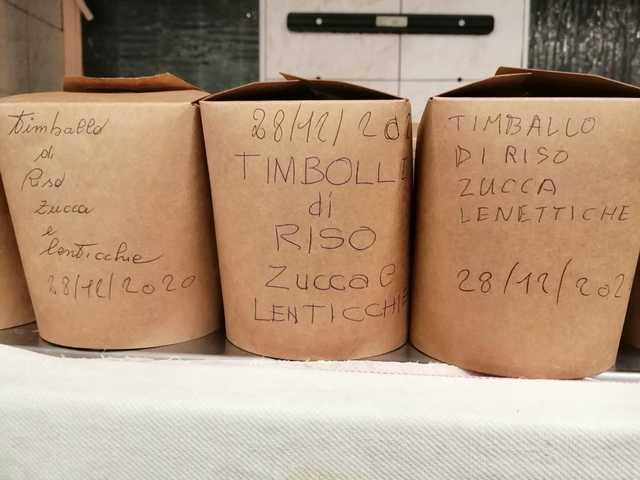 Timballo
di
Riso
zucca
e
lenticchie
28/12/2020
28/12/20
TIMBOLL
di
RISO
Zucca e
LENTICCHIE
TIMBALLO
DI RISO
ZUCCA
LENETTICHE
28/12/202